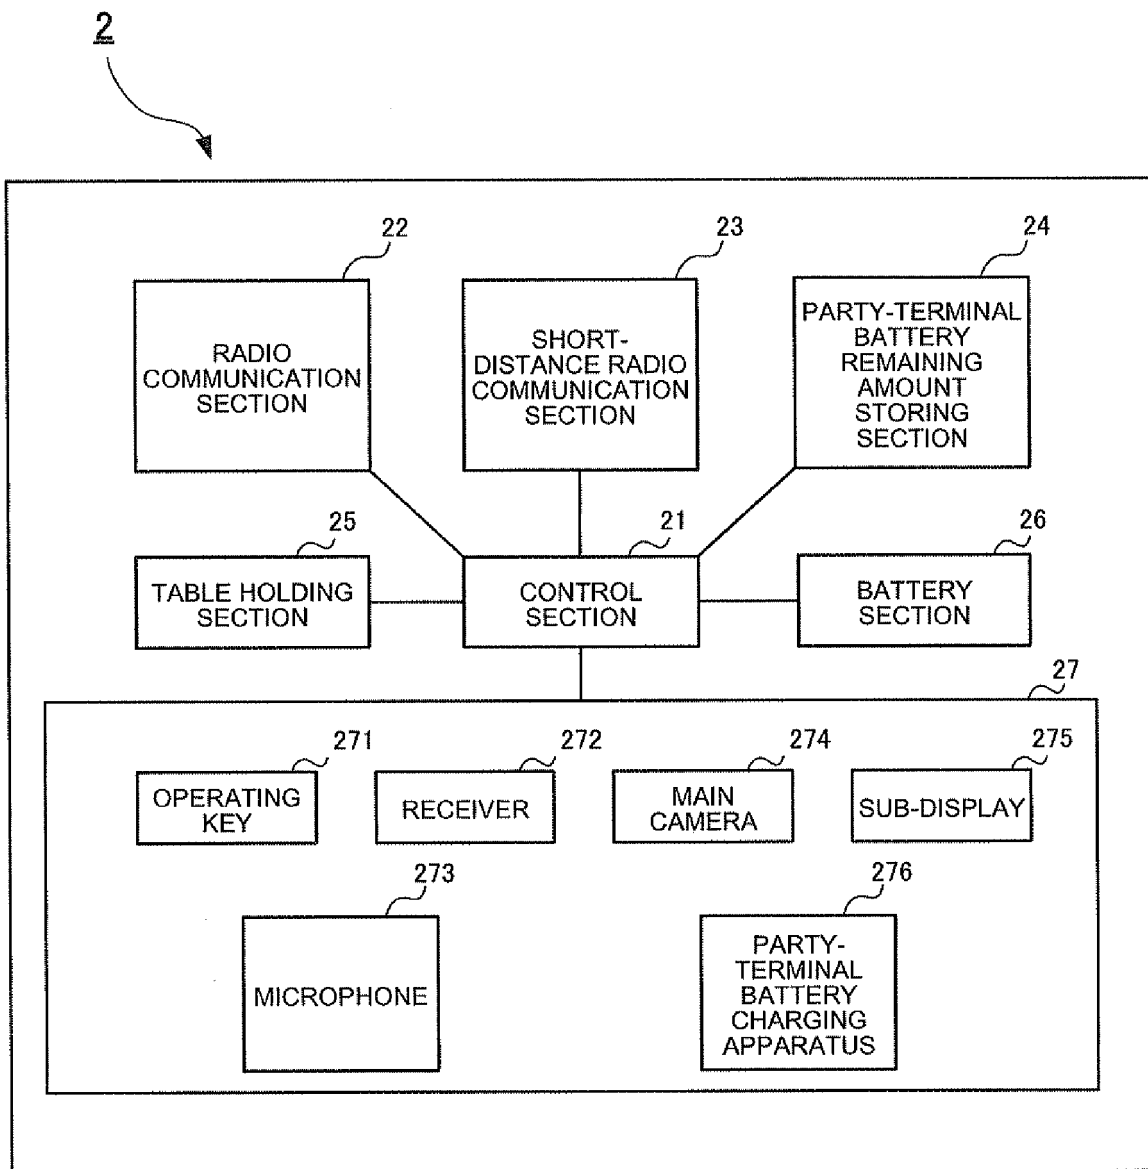 2
22
23
24
RADIO
COMMUNICATION
SECTION
SHORT-
DISTANCE RADIO
COMMUNICATION
SECTION
PARTY-TERMINAL
BATTERY
REMAINING
AMOUNT
STORING
SECTION
25
21
26
TABLE HOLDING
SECTION
CONTROL
SECTION
BATTERY
SECTION
27
271
272
274
275
OPERATING
KEY
RECEIVER
MAIN
CAMERA
SUB-DISPLAY
273
276
MICROPHONE
PARTY-
TERMINAL
BATTERY
CHARGING
APPARATUS